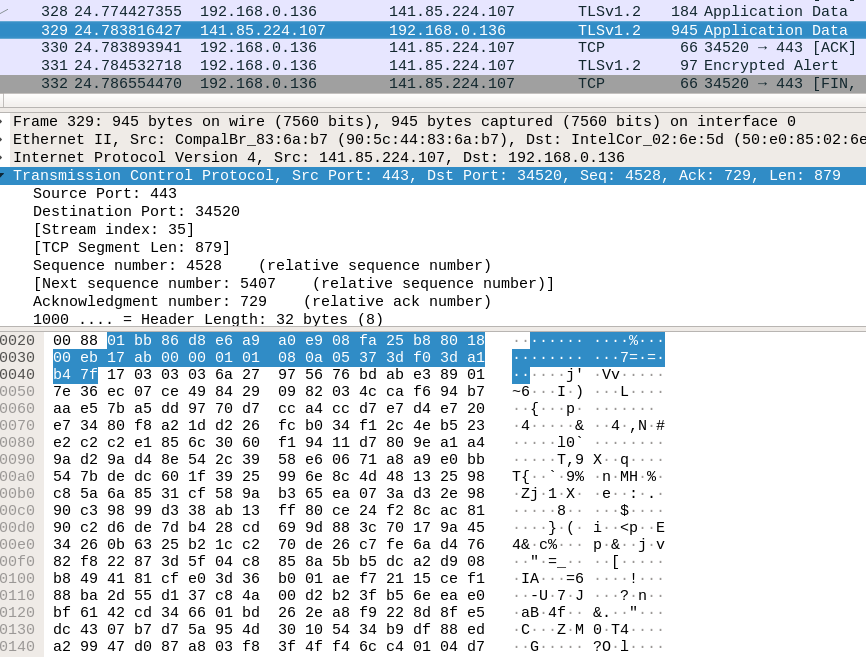 328 24.774427355 192.168.0.136 141.85.224.107 TLSv1.2 184 Application Data
329 24.783816427 141.85.224.107 192.168.0.136 TLSv1.2 945 Application Data
330 24.783893941 192.168.0.136 141.85.224.107 TCP 66 34520 → 443 [ACK]
331 24.784532718 192.168.0.136 141.85.224.107 TLSv1.2 97 Encrypted Alert
332 24.786554470 192.168.0.136 141.85.224.107 TCP 66 34520 → 443 [FIN,
Frame 329: 945 bytes on wire (7560 bits), 945 bytes captured (7560 bits) on interface 0
Ethernet II, Src: CompalBr_83:6a:b7 (90:5c:44:83:6a:b7), Dst: IntelCor_02:6e:5d (50:e0:85:02:6e
Internet Protocol Version 4, Src: 141.85.224.107, Dst: 192.168.0.136
Transmission Control Protocol, Src Port: 443, Dst Port: 34520, Seq: 4528, Ack: 729, Len: 879
Source Port: 443
Destination Port: 34520
[Stream index: 35]
[TCP Segment Len: 879]
Sequence number: 4528 (relative sequence number)
[Next sequence number: 5407 (relative sequence number)]
Acknowledgment number: 729 (relative ack number)
1000 .... = Header Length: 32 bytes (8)
0020 00 88 01 bb 86 d8 e6 a9 a0 e9 08 fa 25 b8 80 18 ········ ····%···
0030 00 eb 17 ab 00 00 01 01 08 0a 05 37 3d f0 3d a1 ········ ···7=·=·
0040 b4 7f 17 03 03 03 6a 27 97 56 76 bd ab e3 89 01 ······j' ·Vv·····
0050 7e 36 ec 07 ce 49 84 29 09 82 03 4c ca f6 94 b7 ~6···I·) ···L····
0060 aa e5 7b a5 dd 97 70 d7 cc a4 cc d7 e7 d4 e7 20 ··{···p· ·······
0070 e7 34 80 f8 a2 1d d2 26 fc b0 34 f1 2c 4e b5 23 ·4·····& ··4·,N·#
0080 e2 c2 c2 e1 85 6c 30 60 f1 94 11 d7 80 9e a1 a4 ·····l0` ········
0090 9a d2 9a d4 8e 54 2c 39 58 e6 06 71 a8 a9 e0 bb ·····T,9 X··q····
00a0 54 7b de dc 60 1f 39 25 99 6e 8c 4d 48 13 25 98 T{··`·9% ·n·MH·%·
00b0 c8 5a 6a 85 31 cf 58 9a b3 65 ea 07 3a d3 2e 98 ·Zj·1·X· ·e··:·.·
00c0 90 c3 98 99 d3 38 ab 13 ff 80 ce 24 f2 8c ac 81 ·····8·· ···$····
00d0 90 c2 d6 de 7d b4 28 cd 69 9d 88 3c 70 17 9a 45 ····}·(· i··<p··E
00e0 34 26 0b 63 25 b2 1c c2 70 de 26 c7 fe 6a d4 76 4&·c%··· p·&··j·v
00f0 82 f8 22 87 3d 5f 04 c8 85 8a 5b b5 dc a2 d9 08 ··"·=_·· ··[·····
0100 b8 49 41 81 cf e0 3d 36 b0 01 ae f7 21 15 ce f1 ·IA···=6 ····!···
0110 88 ba 2d 55 d1 37 c8 4a 00 d2 b2 3f b5 6e ea e0 ··-U·7·J ···?·n··
0120 bf 61 42 cd 34 66 01 bd 26 2e a8 f9 22 8d 8f e5 ·aB·4f·· &.··"···
0130 dc 43 07 b7 d7 5a 95 4d 30 10 54 34 b9 df 88 ed ·C···Z·M 0·T4····
0140 a2 99 47 d0 87 a8 03 f8 3f 4f f4 6c c4 01 04 d7 ··G····· ?O·l····